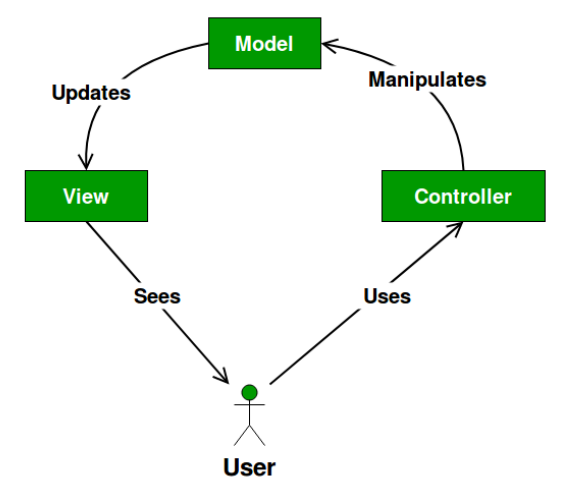 Model
Manipulates
Updates
View
Controller
Sees
Uses
User